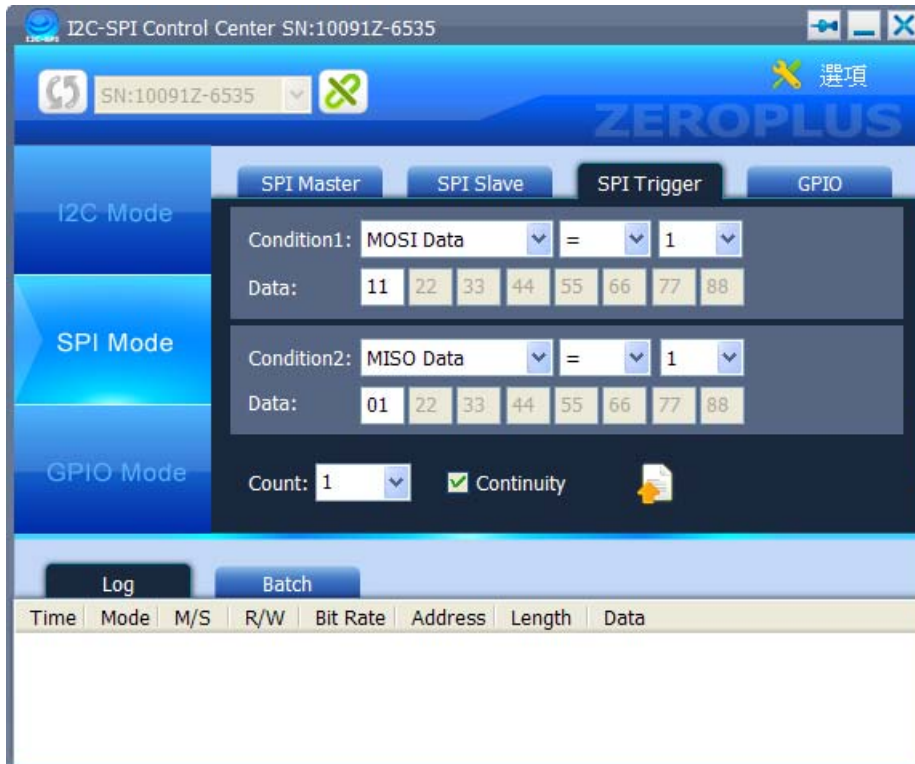 I2C-SPI Control Center SN:10091Z-6535
SN:10091Z-6535
選項
ZEROPLUS
I2C Mode
SPI Mode
GPIO Mode
SPI Master SPI Slave SPI Trigger GPIO
Condition1: MOSI Data = 1
Data: 11 22 33 44 55 66 77 88
Condition2: MISO Data = 1
Data: 01 22 33 44 55 66 77 88
Count: 1 Continuity
Log Batch
Time Mode M/S R/W Bit Rate Address Length Data